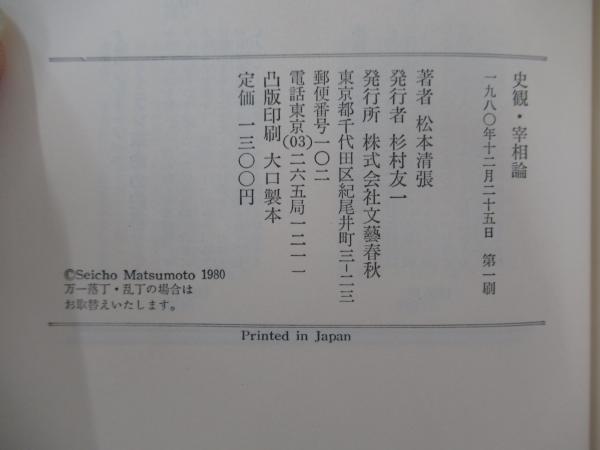 史観・宰相論
一九八〇年十二月二十五日　第一刷
著者　松本清張
発行者　杉村友一
発行所　株式会社文藝春秋
東京都千代田区紀尾井町三−二三
郵便番号一〇二
電話東京(03)二六五局一二一一
凸版印刷　大口製本
定価　一三〇〇円
©Seicho Matsumoto 1980
万一落丁・乱丁の場合は
お取替えいたします。
Printed in Japan